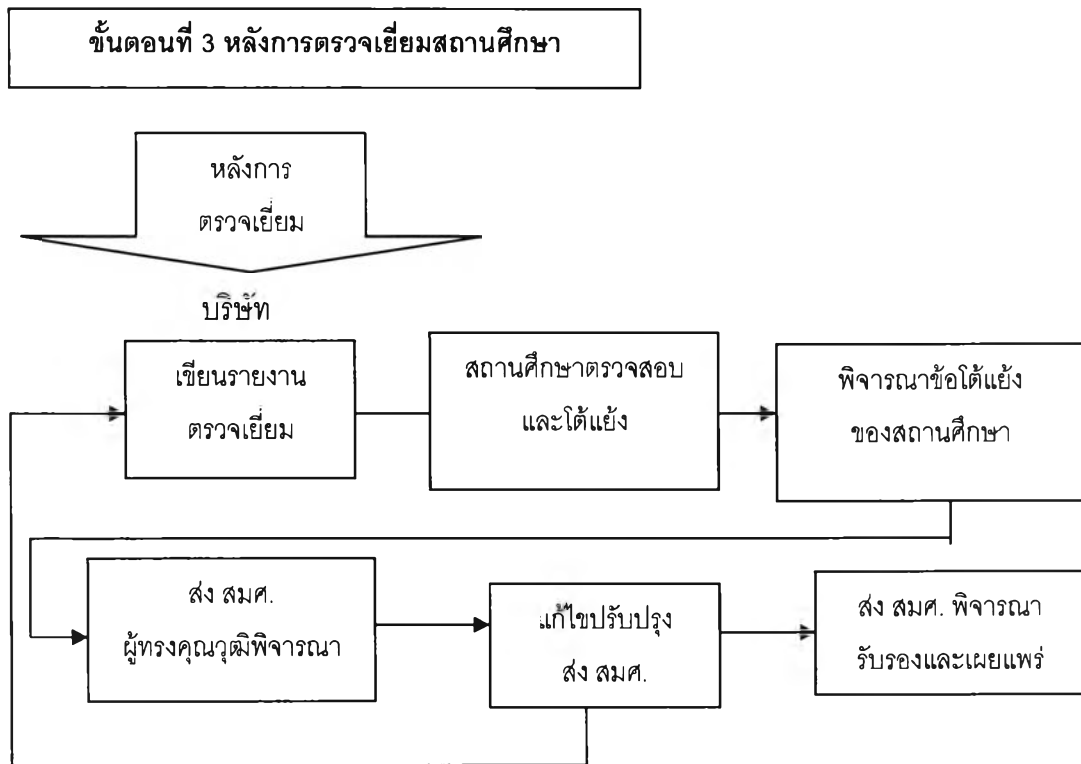 ขั้นตอนที่ 3 หลังการตรวจเยี่ยมสถานศึกษา
หลังการ
ตรวจเยี่ยม
บริษัท
เขียนรายงาน
ตรวจเยี่ยม
สถานศึกษาตรวจสอบ
และโต้แย้ง
พิจารณาข้อโต้แย้ง
ของสถานศึกษา
ส่ง สมศ.
ผู้ทรงคุณวุฒิพิจารณา
แก้ไขปรับปรุง
ส่ง สมศ.
ส่ง สมศ. พิจารณา
รับรองและเผยแพร่